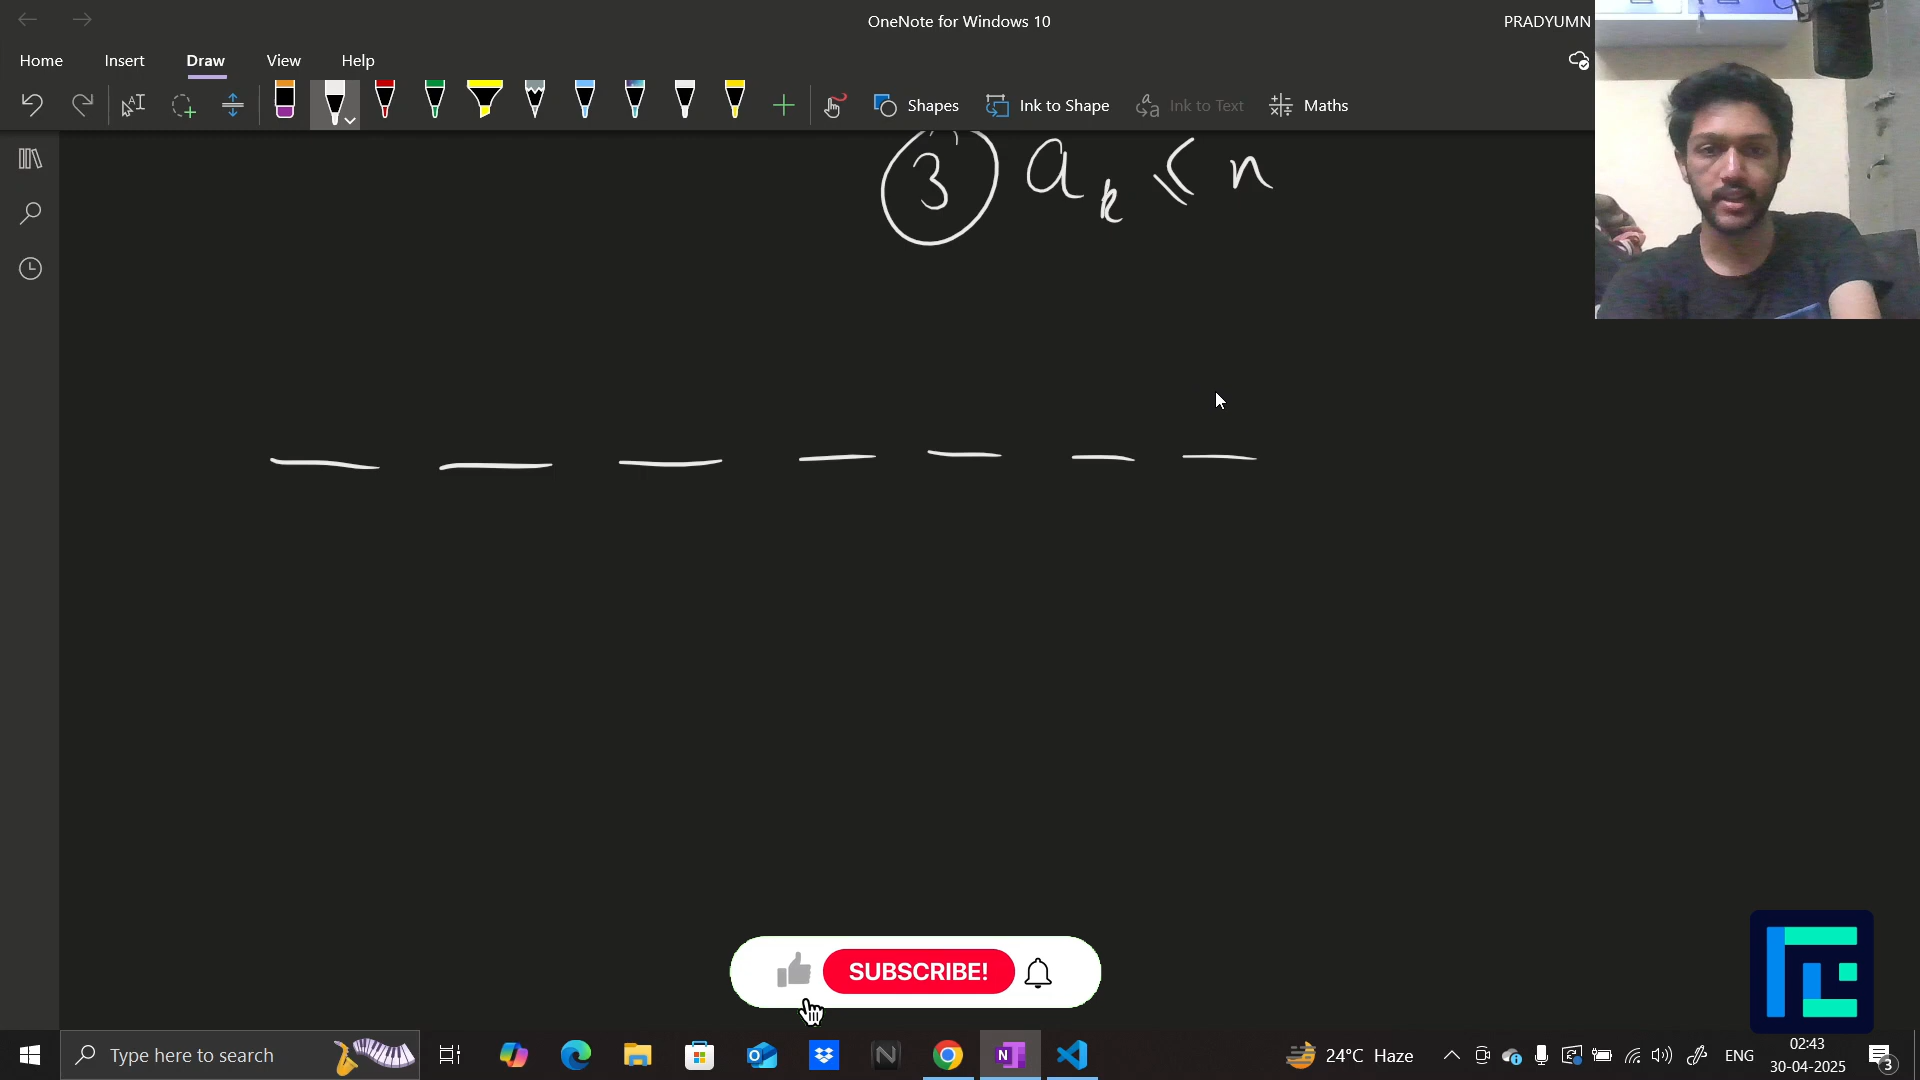 OneNote for Windows 10
PRADYUMN
Home Insert Draw View Help
Shapes Ink to Shape Ink to Text Maths
3 a_k ≤ n
SUBSCRIBE!
Type here to search
24°C Haze
ENG
02:43
30-04-2025
3